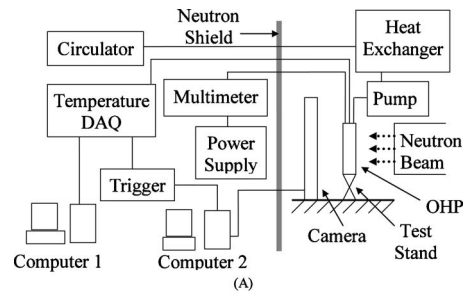 Neutron
Shield
Circulator
Heat
Exchanger
Temperature
DAQ
Multimeter
Pump
Power
Supply
Neutron
Beam
Trigger
OHP
Test
Stand
Camera
Computer 1
Computer 2
(A)